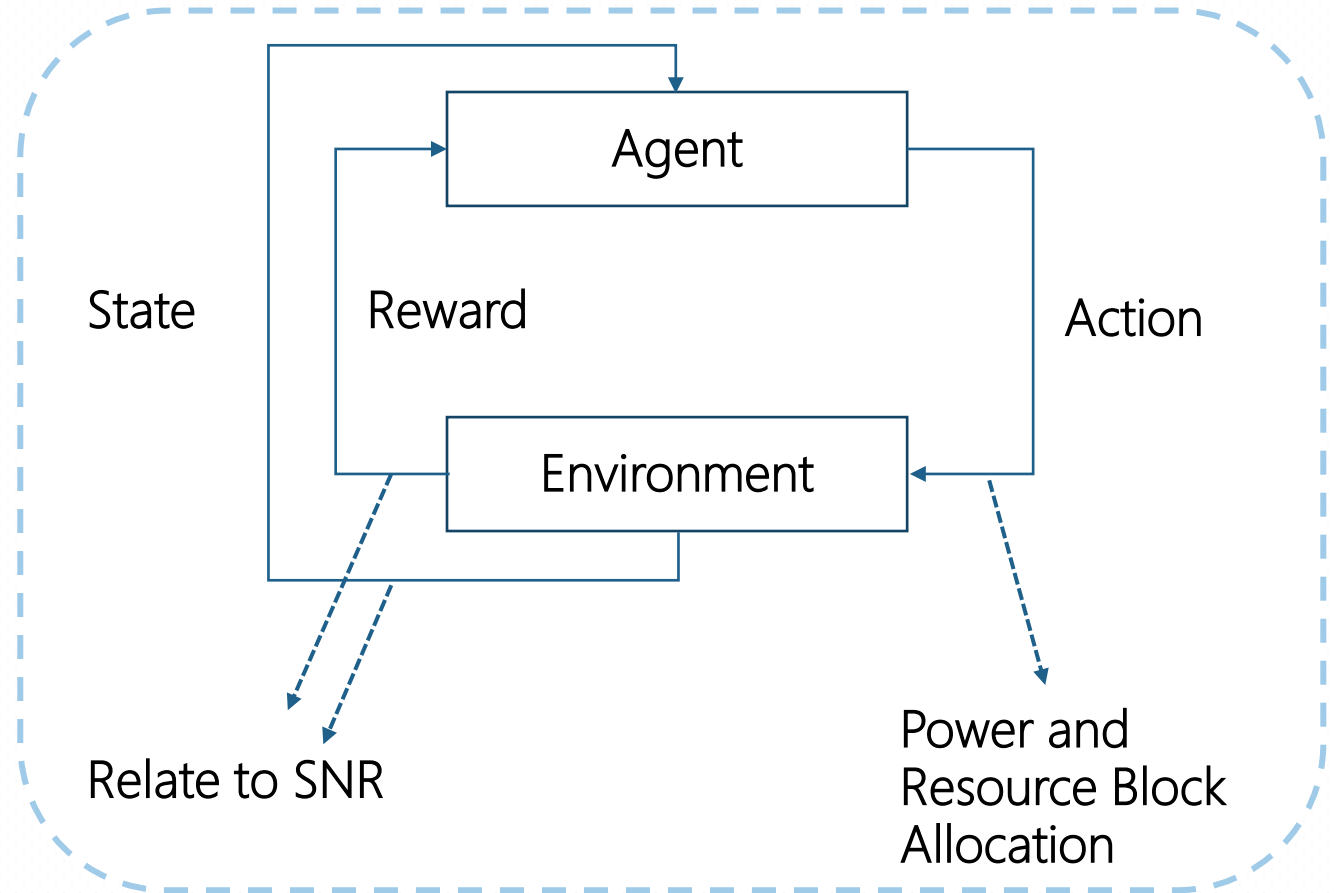 Agent
State
Reward
Action
Environment
Relate to SNR
Power and
Resource Block
Allocation